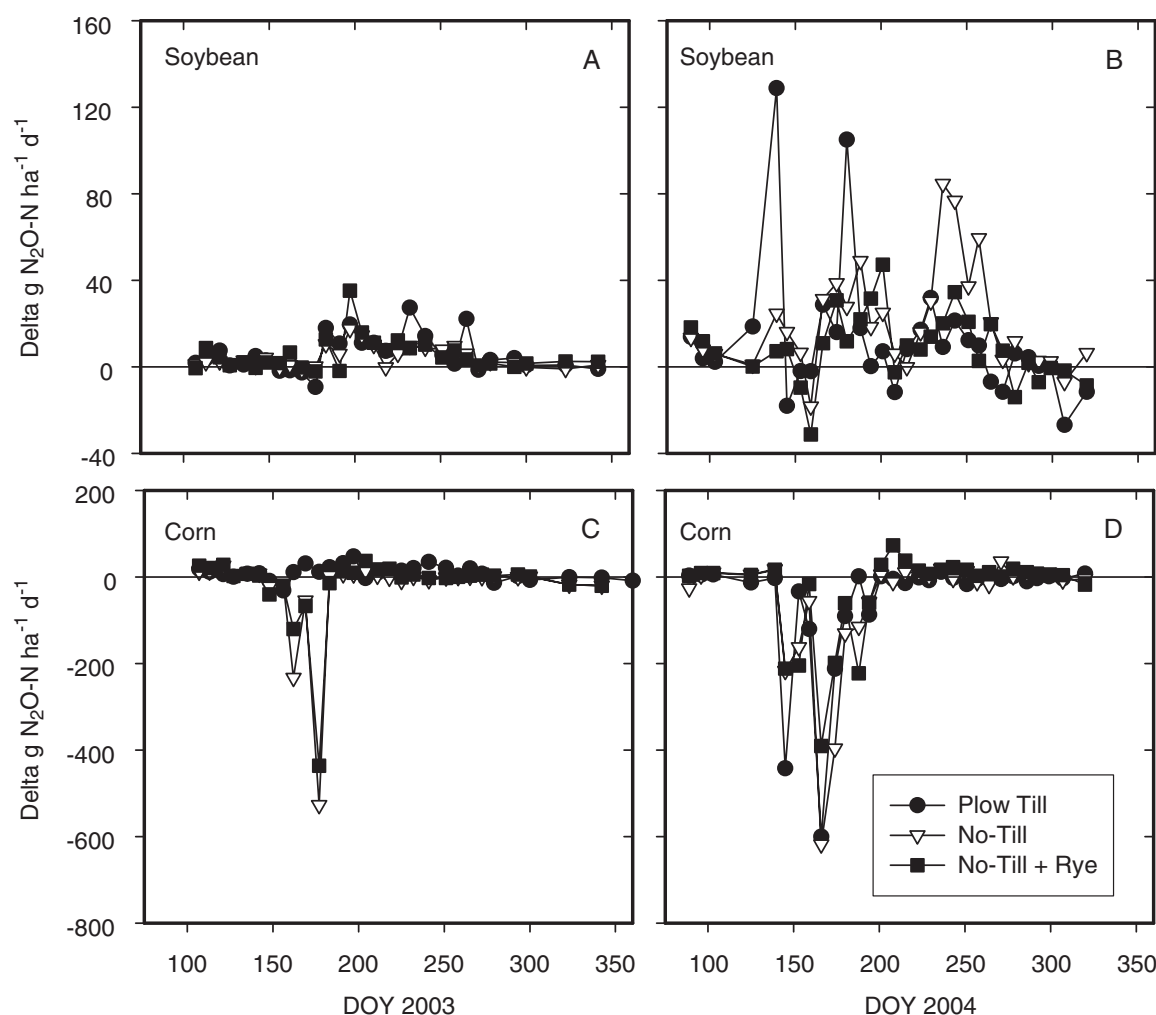 160
120
80
40
0
-40
Delta g N2O-N ha-1 d-1
Soybean
A
Soybean
B
200
0
-200
-400
-600
-800
Delta g N2O-N ha-1 d-1
Corn
C
Corn
D
Plow Till
No-Till
No-Till + Rye
100 150 200 250 300 350
100 150 200 250 300 350
DOY 2003
DOY 2004